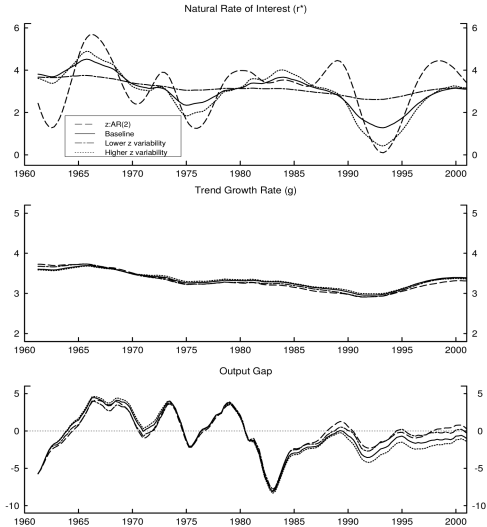 Natural Rate of Interest (r*)
6 6
4 4
2 2
0 0
z:AR(2)
Baseline
Lower z variability
Higher z variability
1960 1965 1970 1975 1980 1985 1990 1995 2000
Trend Growth Rate (g)
5 5
4 4
3 3
2 2
1960 1965 1970 1975 1980 1985 1990 1995 2000
Output Gap
5 5
0 0
-5 -5
-10 -10
1960 1965 1970 1975 1980 1985 1990 1995 2000